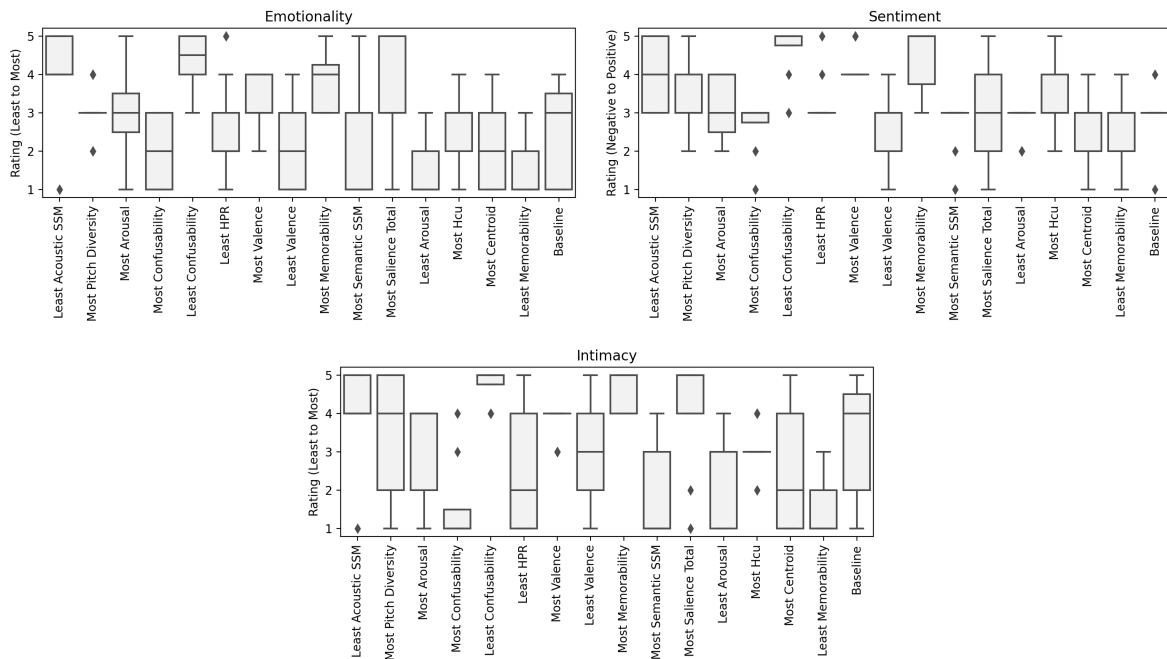 Emotionality
Rating (Least to Most)
5
4
3
2
1
Least Acoustic SSM
Most Pitch Diversity
Most Arousal
Most Confusability
Least Confusability
Least HPR
Most Valence
Least Valence
Most Memorability
Most Semantic SSM
Most Salience Total
Least Arousal
Most Hcu
Most Centroid
Least Memorability
Baseline
Sentiment
Rating (Negative to Positive)
5
4
3
2
1
Least Acoustic SSM
Most Pitch Diversity
Most Arousal
Most Confusability
Least Confusability
Least HPR
Most Valence
Least Valence
Most Memorability
Most Semantic SSM
Most Salience Total
Least Arousal
Most Hcu
Most Centroid
Least Memorability
Baseline
Intimacy
Rating (Least to Most)
5
4
3
2
1
Least Acoustic SSM
Most Pitch Diversity
Most Arousal
Most Confusability
Least Confusability
Least HPR
Most Valence
Least Valence
Most Memorability
Most Semantic SSM
Most Salience Total
Least Arousal
Most Hcu
Most Centroid
Least Memorability
Baseline